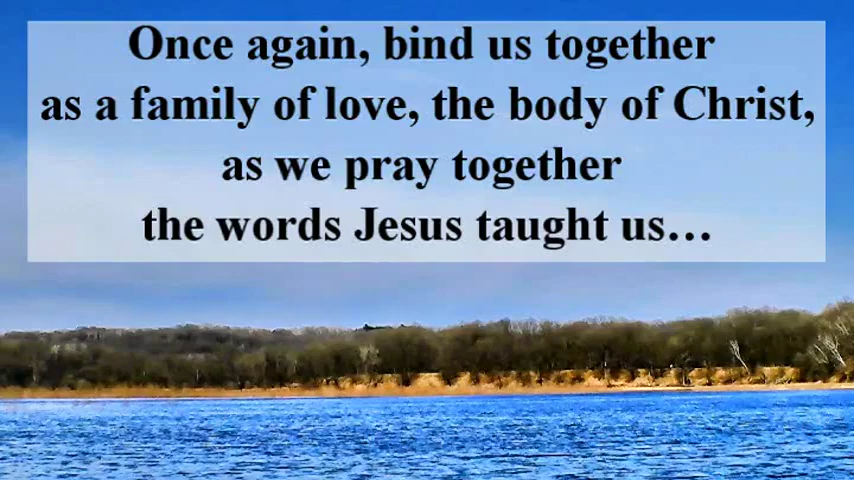 Once again, bind us together
as a family of love, the body of Christ,
as we pray together
the words Jesus taught us…